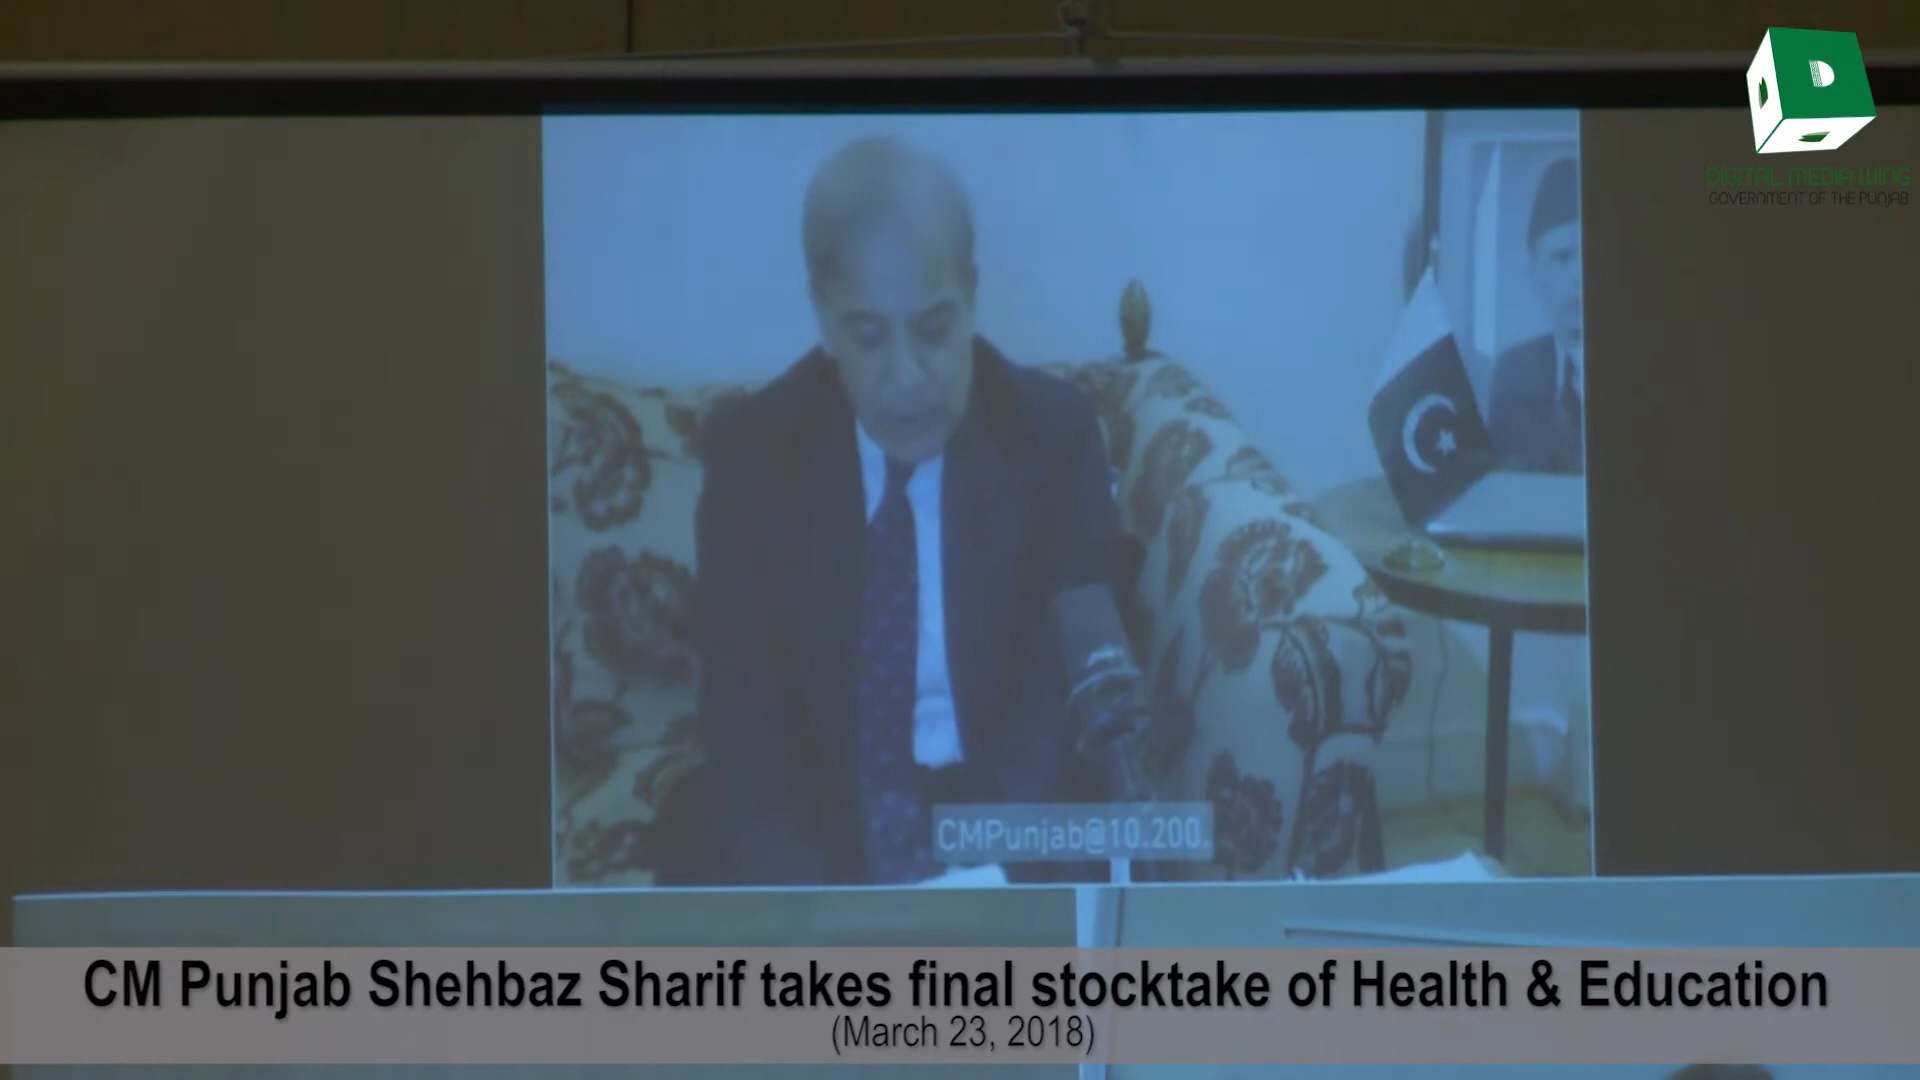 D
DIGITAL MEDIA WING
GOVERNMENT OF THE PUNJAB
CMPunjab@10.200.
CM Punjab Shehbaz Sharif takes final stocktake of Health & Education
(March 23, 2018)